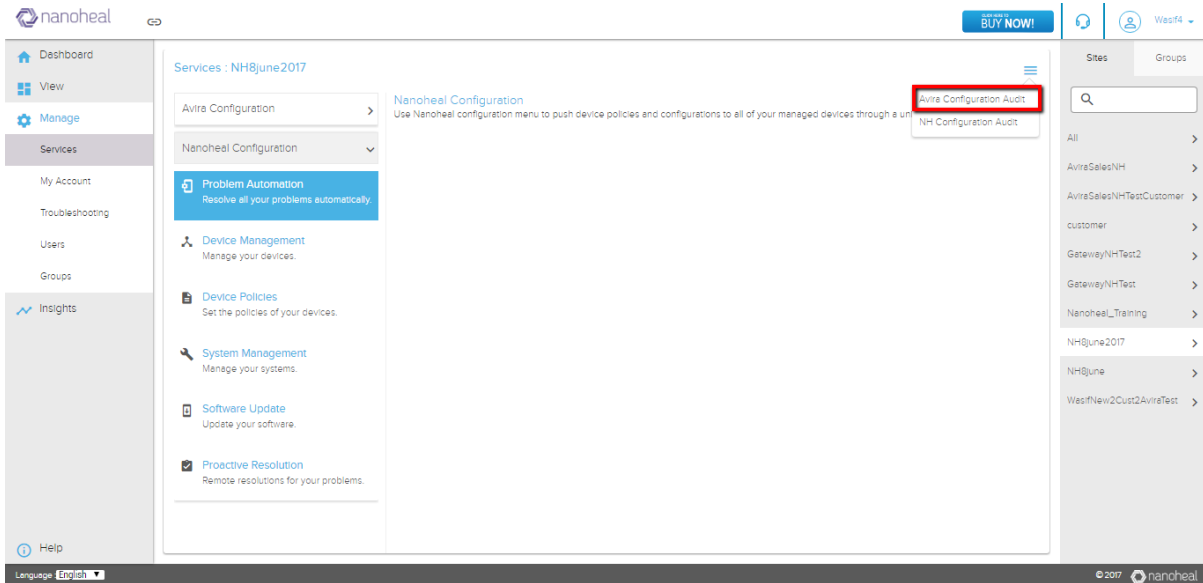 nanoheal
CLICK HERE TO
BUY NOW!
Wasif4
Dashboard
View
Manage
Services
My Account
Troubleshooting
Users
Groups
Insights
Help
Services : NH8june2017
Avira Configuration
Nanoheal Configuration
Problem Automation
Resolve all your problems automatically.
Device Management
Manage your devices.
Device Policies
Set the policies of your devices.
System Management
Manage your systems.
Software Update
Update your software.
Proactive Resolution
Remote resolutions for your problems.
Nanoheal Configuration
Use Nanoheal configuration menu to push device policies and configurations to all of your managed devices through a un
Avira Configuration Audit
NH Configuration Audit
Sites Groups
All
AviraSalesNH
AviraSalesNHTestCustomer
customer
GatewayNHTest2
GatewayNHTest
Nanoheal_Training
NH8june2017
NH8june
WasifNew2Cust2AviraTest
Language English
© 2017 nanoheal